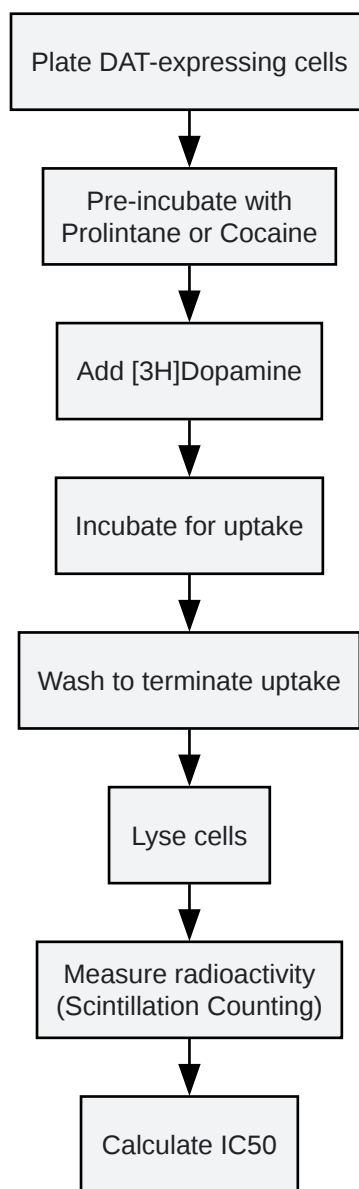 Plate DAT-expressing cells
Pre-incubate with
Prolintane or Cocaine
Add [3H]Dopamine
Incubate for uptake
Wash to terminate uptake
Lyse cells
Measure radioactivity
(Scintillation Counting)
Calculate IC50